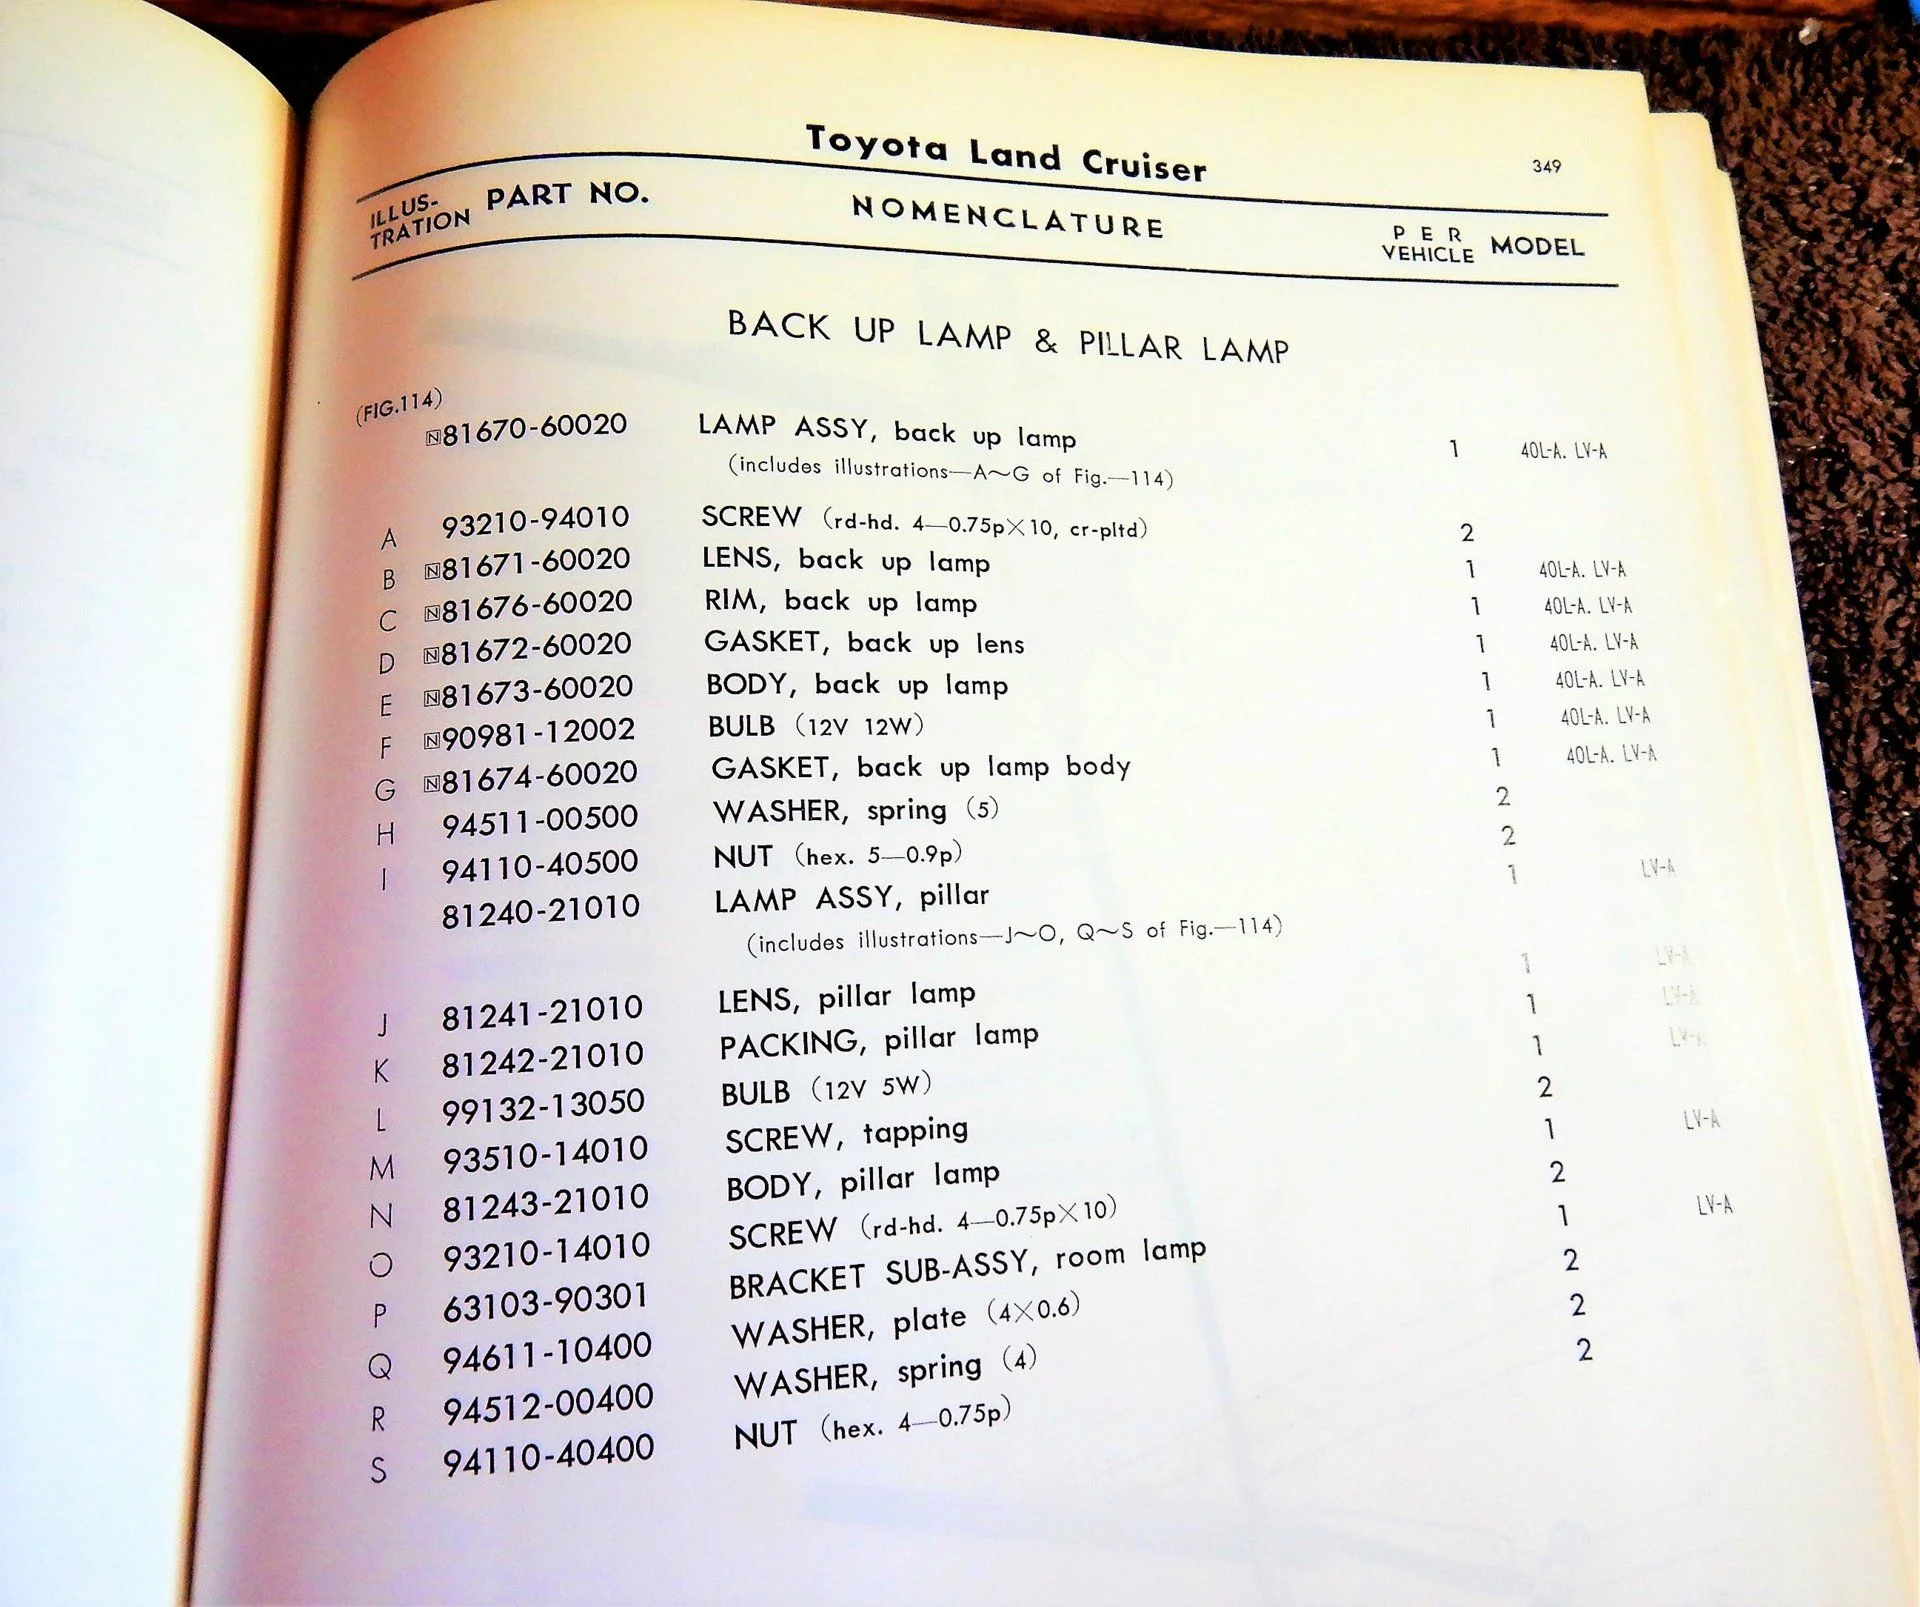 Toyota Land Cruiser 349
ILLUS-TRATION PART NO. NOMENCLATURE PER VEHICLE MODEL
BACK UP LAMP & PILLAR LAMP
(FIG.114)
N81670-60020 LAMP ASSY, back up lamp 1 40L-A. LV-A
(includes illustrations—A~G of Fig.—114)
A 93210-94010 SCREW (rd-hd. 4—0.75p×10, cr-pltd) 2
B N81671-60020 LENS, back up lamp 1 40L-A. LV-A
C N81676-60020 RIM, back up lamp 1 40L-A. LV-A
D N81672-60020 GASKET, back up lens 1 40L-A. LV-A
E N81673-60020 BODY, back up lamp 1 40L-A. LV-A
F N90981-12002 BULB (12V 12W) 1 40L-A. LV-A
G N81674-60020 GASKET, back up lamp body 1 40L-A. LV-A
H 94511-00500 WASHER, spring (5) 2
I 94110-40500 NUT (hex. 5—0.9p) 2
81240-21010 LAMP ASSY, pillar 1 LV-A
(includes illustrations—J~O, Q~S of Fig.—114)
J 81241-21010 LENS, pillar lamp 1 LV-A
K 81242-21010 PACKING, pillar lamp 1 LV-A
L 99132-13050 BULB (12V 5W) 1 LV-A
M 93510-14010 SCREW, tapping 2
N 81243-21010 BODY, pillar lamp 1 LV-A
O 93210-14010 SCREW (rd-hd. 4—0.75p×10) 2
P 63103-90301 BRACKET SUB-ASSY, room lamp 1 LV-A
Q 94611-10400 WASHER, plate (4×0.6) 2
R 94512-00400 WASHER, spring (4) 2
S 94110-40400 NUT (hex. 4—0.75p) 2